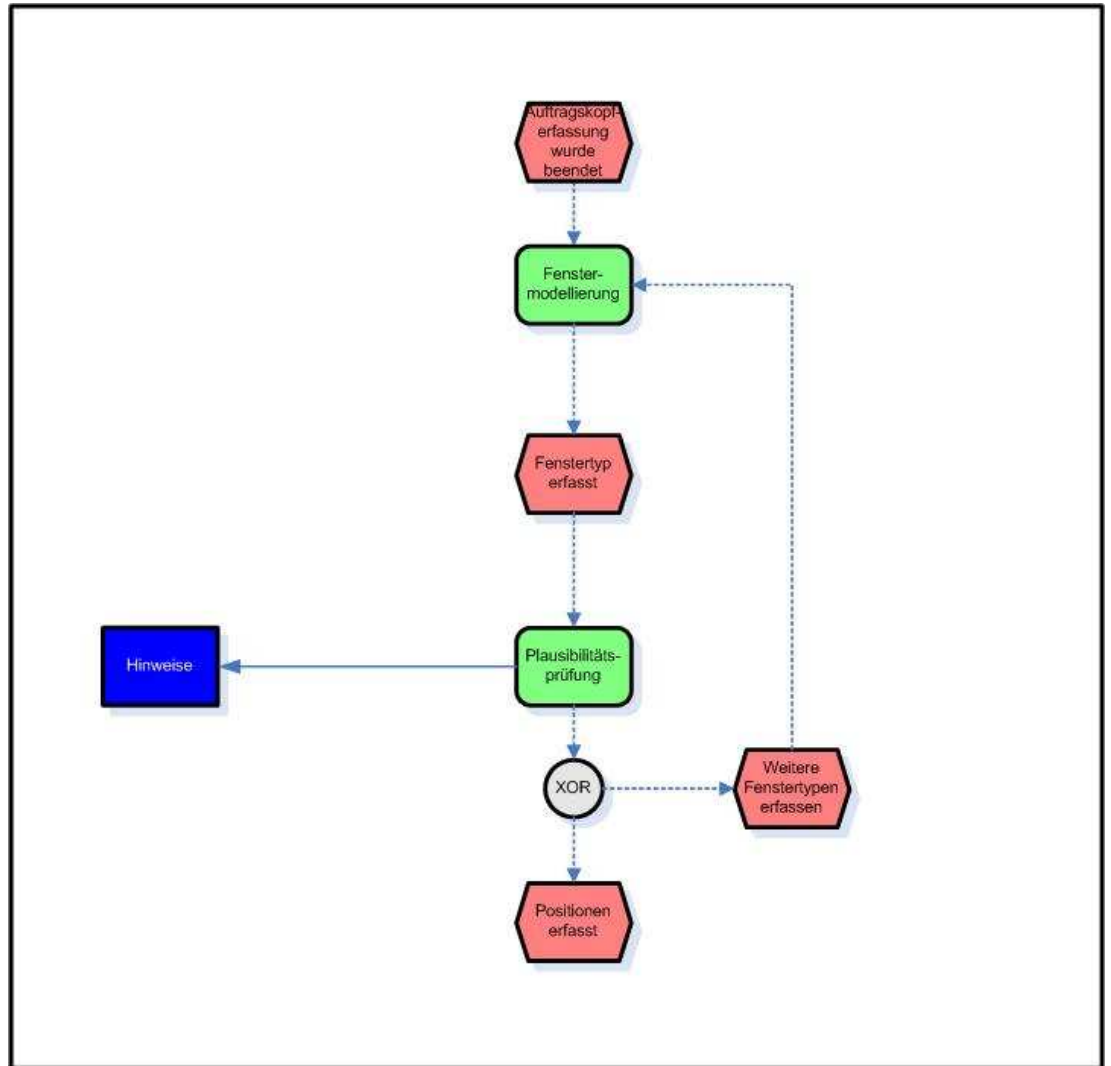 Auftragskopf-
erfassung
wurde
beendet
Fenster-
modellierung
Fenstertyp
erfasst
Hinweise
Plausibilitäts-
prüfung
XOR
Weitere
Fenstertypen
erfassen
Positionen
erfasst